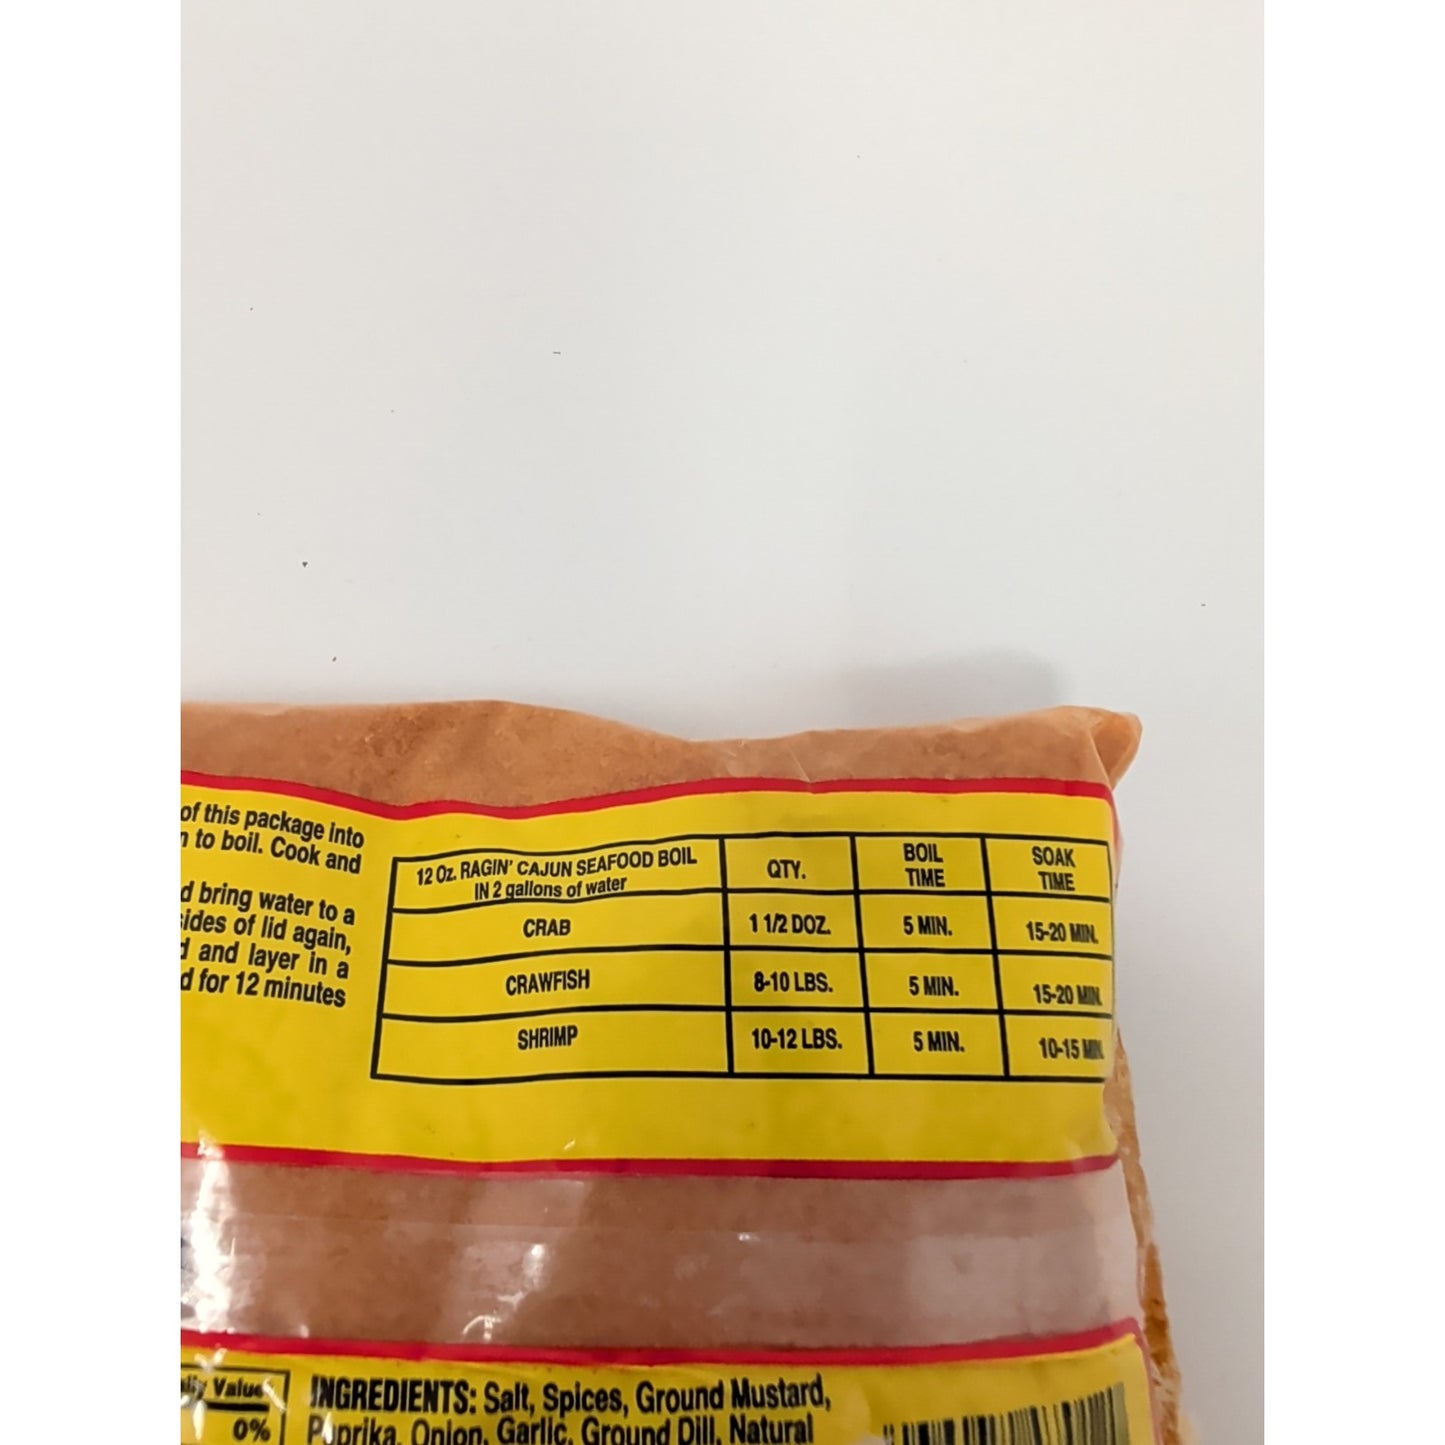 of this package into
to boil. Cook and
bring water to a
sides of lid again,
and layer in a
for 12 minutes
12 Oz. RAGIN' CAJUN SEAFOOD BOIL
IN 2 gallons of water
QTY.
BOIL
TIME
SOAK
TIME
CRAB 1 1/2 DOZ. 5 MIN. 15-20 MIN.
CRAWFISH 8-10 LBS. 5 MIN. 15-20 MIN.
SHRIMP 10-12 LBS. 5 MIN. 10-15 MIN.
Value
0%
INGREDIENTS: Salt, Spices, Ground Mustard,
Paprika, Onion, Garlic, Ground Dill, Natural